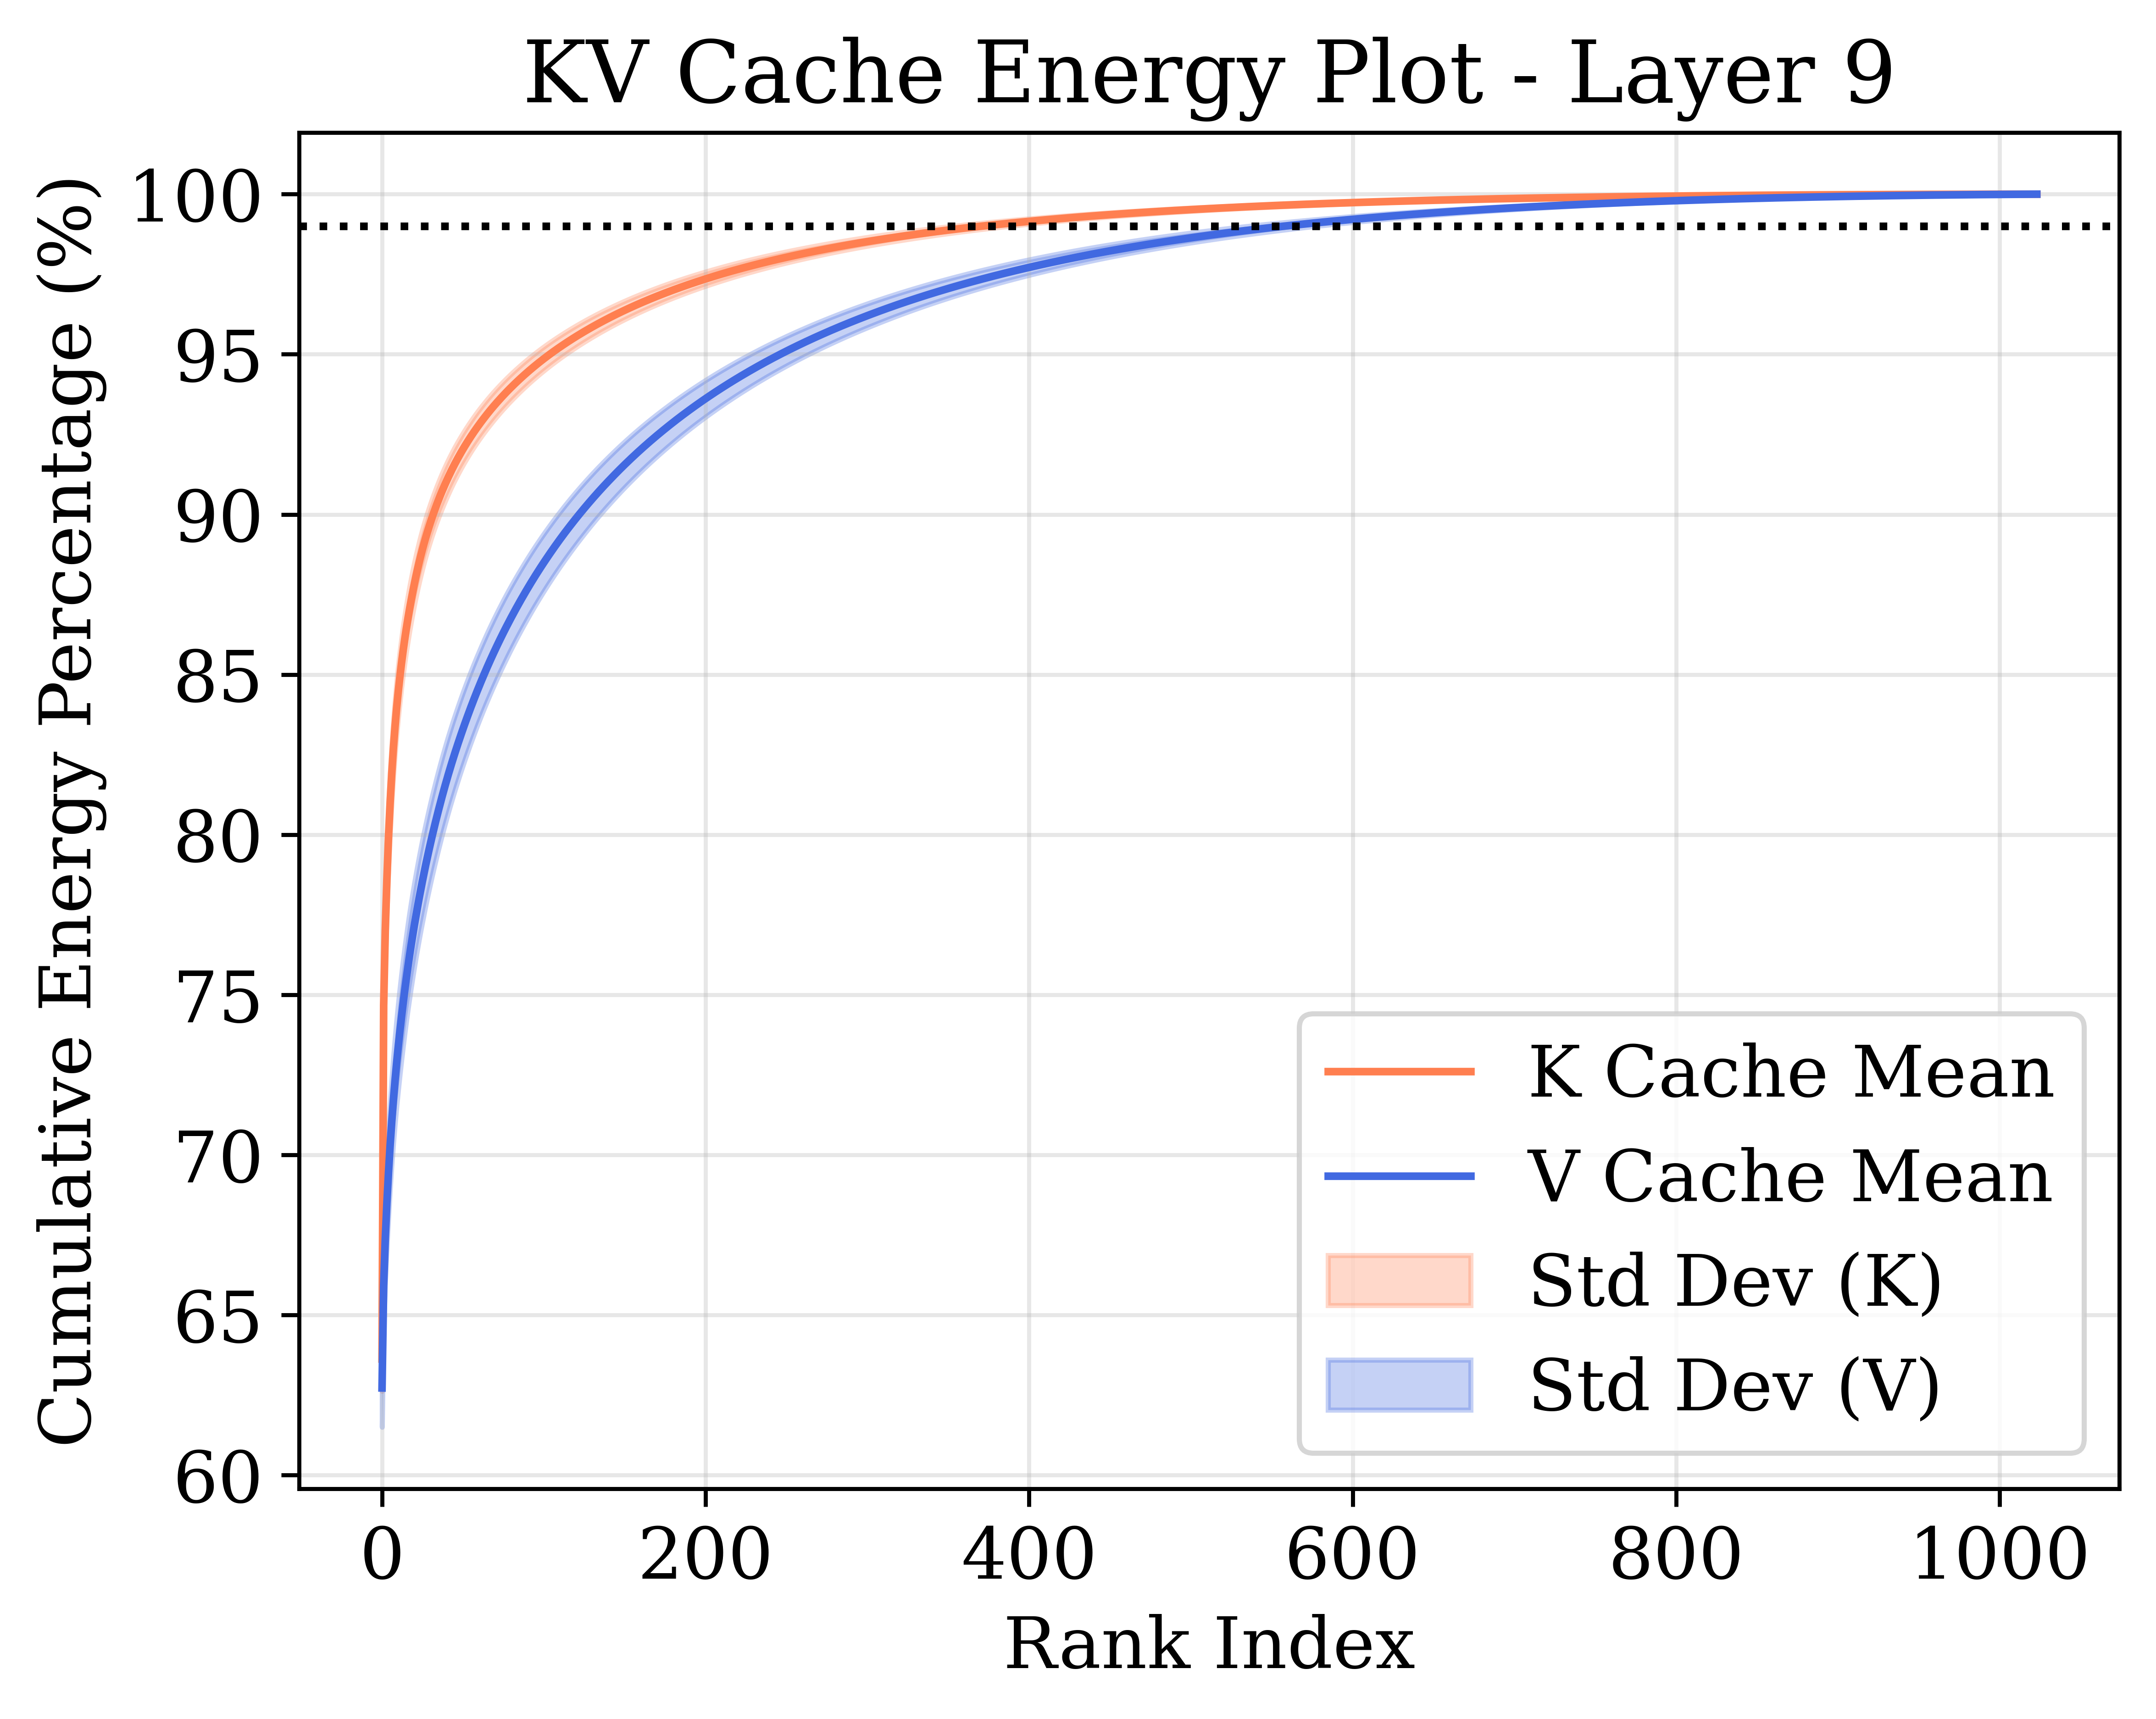 KV Cache Energy Plot - Layer 9
Cumulative Energy Percentage (%)
100
95
90
85
80
75
70
65
60
K Cache Mean
V Cache Mean
Std Dev (K)
Std Dev (V)
0 200 400 600 800 1000
Rank Index